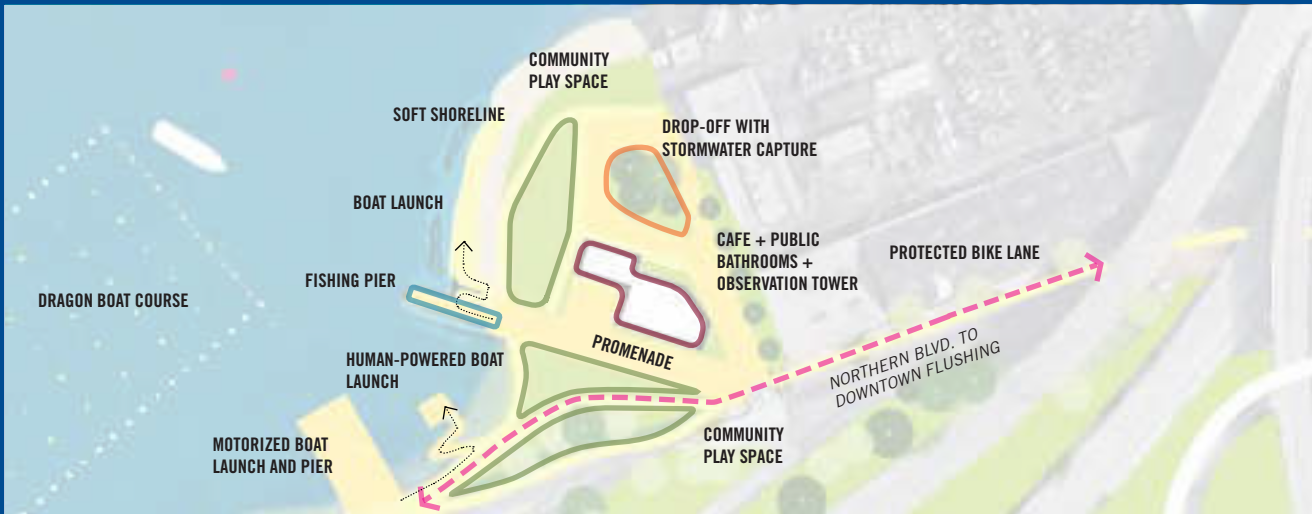 COMMUNITY
PLAY SPACE
SOFT SHORELINE
DROP-OFF WITH
STORMWATER CAPTURE
BOAT LAUNCH
CAFE + PUBLIC
BATHROOMS +
OBSERVATION TOWER
PROTECTED BIKE LANE
FISHING PIER
DRAGON BOAT COURSE
PROMENADE
HUMAN-POWERED BOAT
LAUNCH
NORTHERN BLVD. TO
DOWNTOWN FLUSHING
MOTORIZED BOAT
LAUNCH AND PIER
COMMUNITY
PLAY SPACE